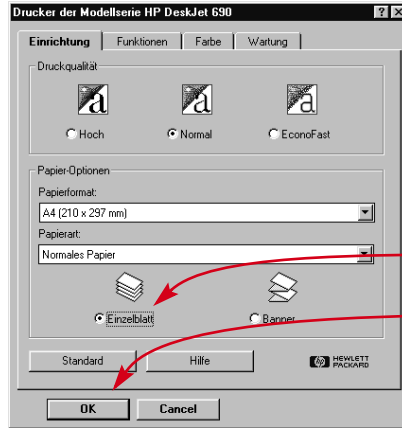 Drucker der Modellserie HP DeskJet 690
Einrichtung Funktionen Farbe Wartung
Druckqualität
a a a
Hoch Normal EconoFast
Papier-Optionen
Papierformat:
A4 (210 x 297 mm)
Papierart:
Normales Papier
Einzelblatt Banner
Standard Hilfe hp HEWLETT
PACKARD
OK Cancel